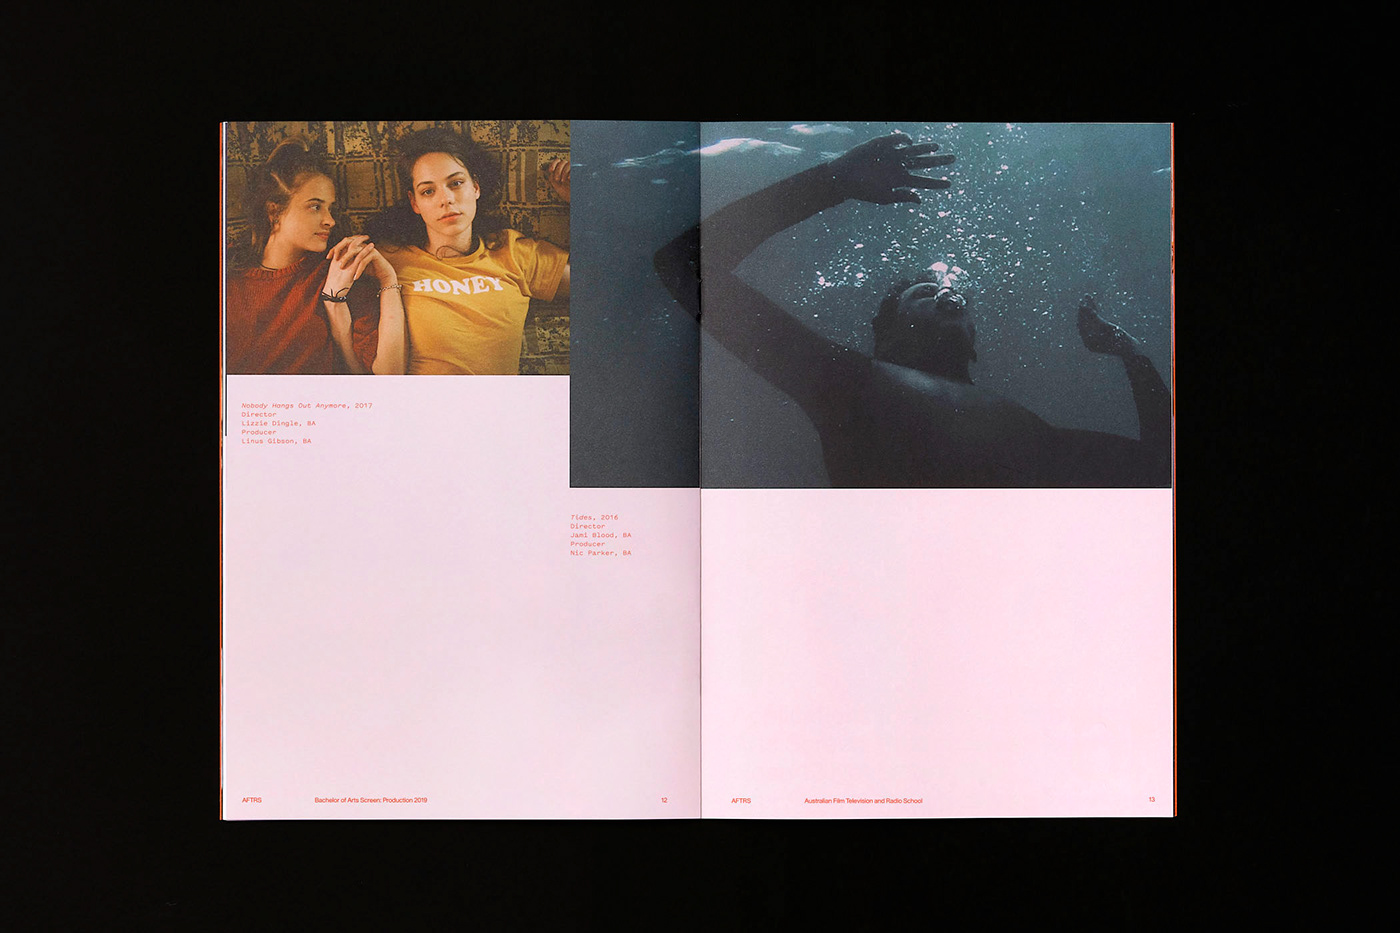 HONEY
Nobody Hangs Out Anymore, 2017
Director
Lizzie Dingle, BA
Producer
Linus Gibson, BA
Tides, 2016
Director
Jami Blood, BA
Producer
Nic Parker, BA
AFTRS Bachelor of Arts Screen: Production 2019 12
AFTRS Australian Film Television and Radio School 13